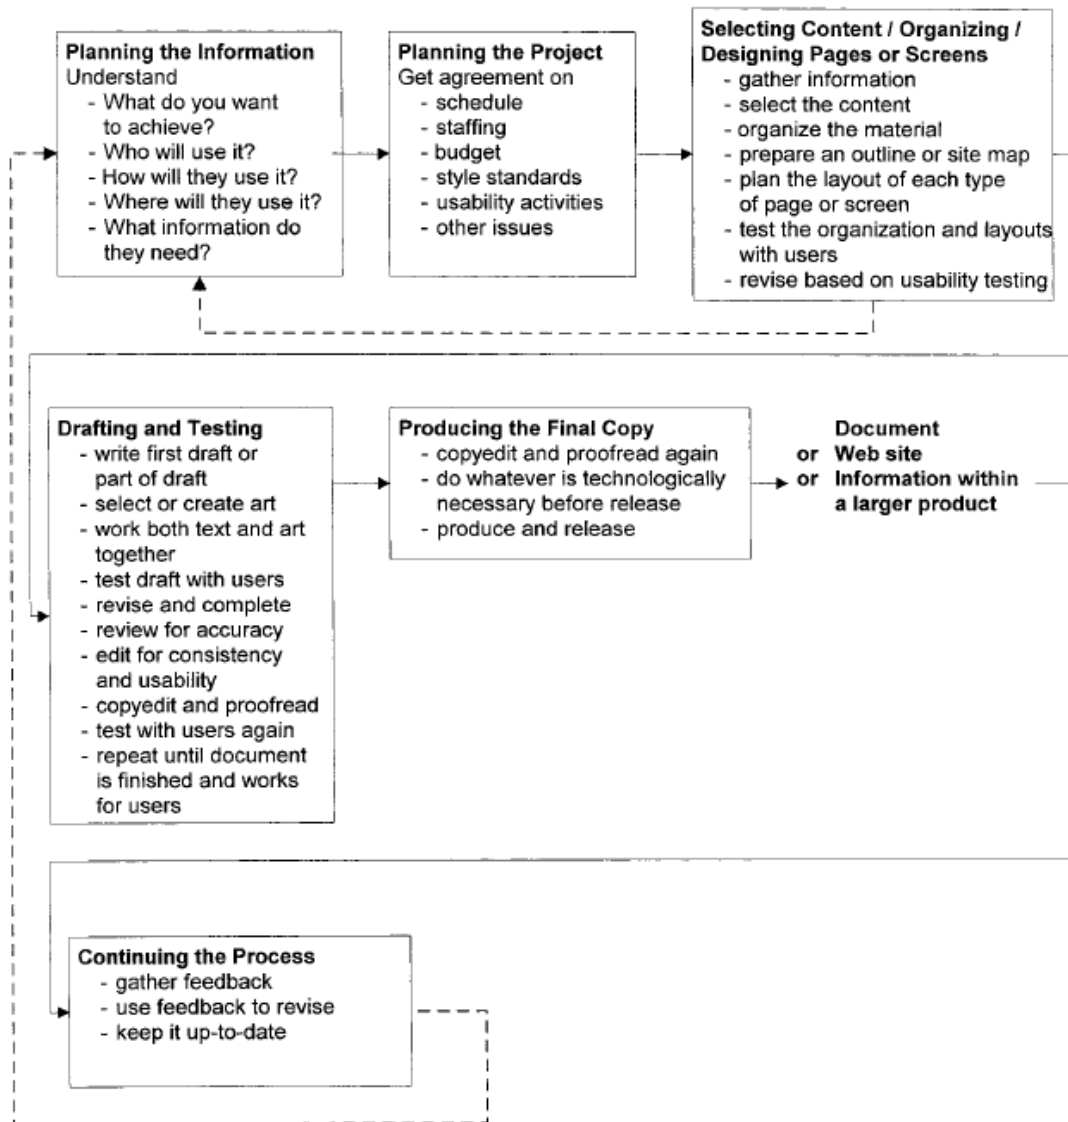 Planning the Information
Understand
- What do you want
to achieve?
- Who will use it?
- How will they use it?
- Where will they use it?
- What information do
they need?
Planning the Project
Get agreement on
- schedule
- staffing
- budget
- style standards
- usability activities
- other issues
Selecting Content / Organizing /
Designing Pages or Screens
- gather information
- select the content
- organize the material
- prepare an outline or site map
- plan the layout of each type
of page or screen
- test the organization and layouts
with users
- revise based on usability testing
Drafting and Testing
- write first draft or
part of draft
- select or create art
- work both text and art
together
- test draft with users
- revise and complete
- review for accuracy
- edit for consistency
and usability
- copyedit and proofread
- test with users again
- repeat until document
is finished and works
for users
Producing the Final Copy
- copyedit and proofread again
- do whatever is technologically
necessary before release
- produce and release
Document
or Web site
or Information within
a larger product
Continuing the Process
- gather feedback
- use feedback to revise
- keep it up-to-date